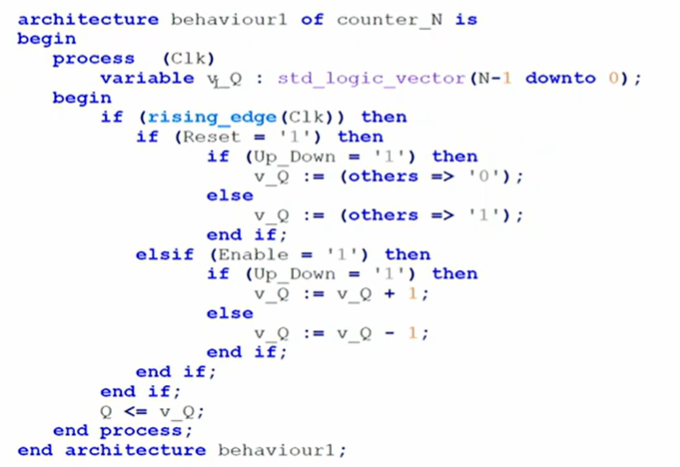 architecture behaviour1 of counter_N is
begin
process (Clk)
variable v_Q : std_logic_vector(N-1 downto 0);
begin
if (rising_edge(Clk)) then
if (Reset = '1') then
if (Up_Down = '1') then
v_Q := (others => '0');
else
v_Q := (others => '1');
end if;
elsif (Enable = '1') then
if (Up_Down = '1') then
v_Q := v_Q + 1;
else
v_Q := v_Q - 1;
end if;
end if;
end if;
Q <= v_Q;
end process;
end architecture behaviour1;